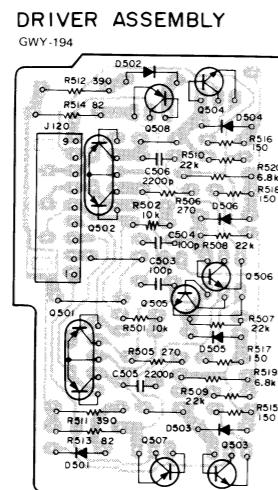 DRIVER ASSEMBLY
GWY-194
D502
Q504
R512 390
R514 82
J120
9
Q508
D504
R516
150
R510
22k
C506
2200p
R520
6.8k
R518
150
R506
270
D506
Q502
R502
10k
C504
100p
R508 22k
C503
100p
1
Q506
Q505
Q501
R501 10k
R507
22k
D505
R517
150
R505 270
C505 2200p
R519
6.8k
R509
22k
R511 390
R515
150
R513 82
D503
D501
Q507
Q503